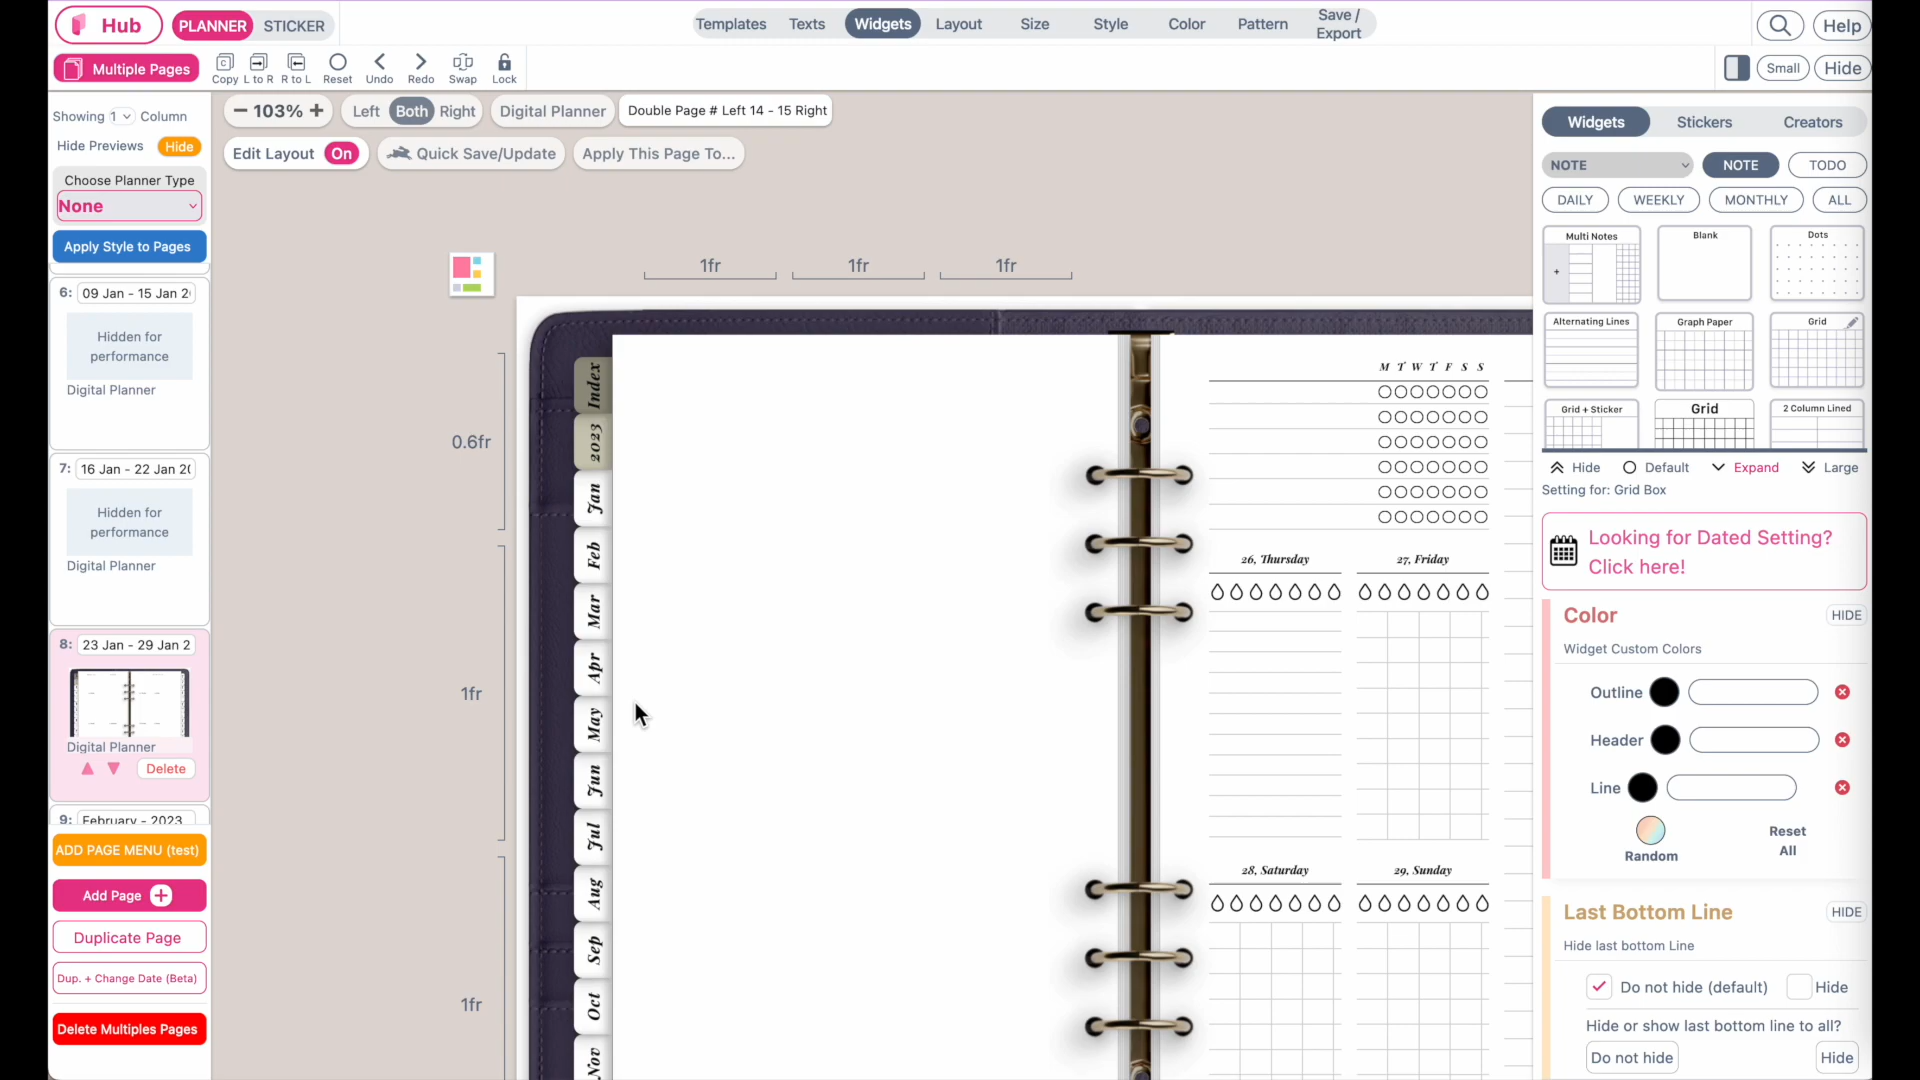 Hub
PLANNER
STICKER
Templates
Texts
Widgets
Layout
Size
Style
Color
Pattern
Save /
Export
Help
Multiple Pages
Copy
L to R
R to L
Reset
Undo
Redo
Swap
Lock
Small
Hide
Showing 1 Column
Hide Previews
Hide
Choose Planner Type
None
Apply Style to Pages
6: 09 Jan - 15 Jan 2
Hidden for
performance
Digital Planner
7: 16 Jan - 22 Jan 20
Hidden for
performance
Digital Planner
8: 23 Jan - 29 Jan 2
Digital Planner
Delete
9: February - 2023
ADD PAGE MENU (test)
Add Page
Duplicate Page
Dup. + Change Date (Beta)
Delete Multiples Pages
103%
Left
Both
Right
Digital Planner
Double Page # Left 14 - 15 Right
Edit Layout On
Quick Save/Update
Apply This Page To...
1fr
1fr
1fr
0.6fr
1fr
1fr
Index
2023
Jan
Feb
Mar
Apr
May
Jun
Jul
Aug
Sep
Oct
Nov
M T W T F S S
26, Thursday
27, Friday
28, Saturday
29, Sunday
Widgets
Stickers
Creators
NOTE
NOTE
TODO
DAILY
WEEKLY
MONTHLY
ALL
Multi Notes
Blank
Dots
Alternating Lines
Graph Paper
Grid
Grid + Sticker
Grid
2 Column Lined
Hide
Default
Expand
Large
Setting for: Grid Box
Looking for Dated Setting?
Click here!
Color
HIDE
Widget Custom Colors
Outline
Header
Line
Random
Reset
All
Last Bottom Line
HIDE
Hide last bottom Line
Do not hide (default)
Hide
Hide or show last bottom line to all?
Do not hide
Hide